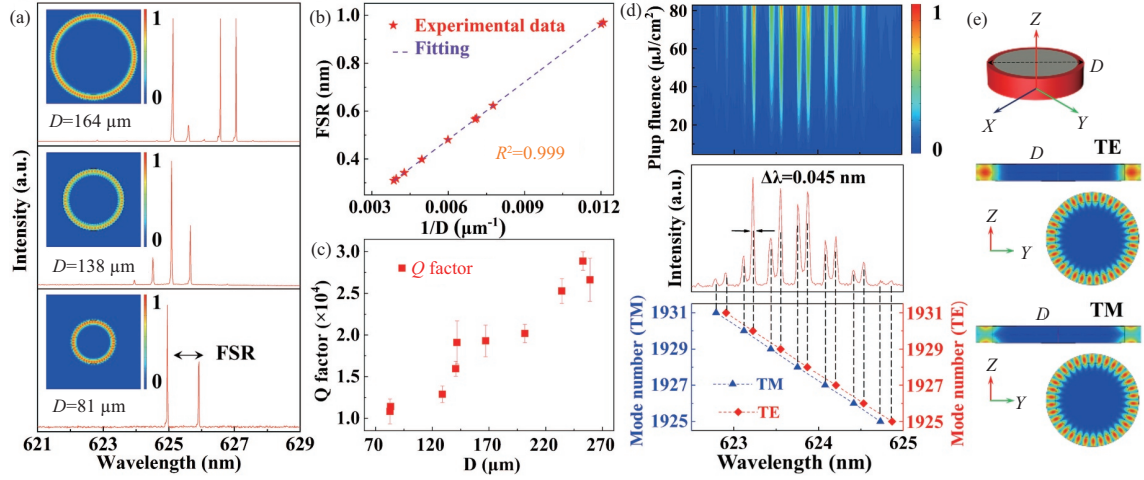 (a)
1
0
D=164 µm
1
0
D=138 µm
1
0
D=81 µm
FSR
Intensity (a.u.)
621
623
625
627
629
Wavelength (nm)
(b)
Experimental data
Fitting
R²=0.999
FSR (nm)
1.0
0.8
0.6
0.4
0.003
0.006
0.009
0.012
1/D (µm⁻¹)
(c)
Q factor
Q factor (×10⁴)
3.0
2.5
2.0
1.5
1.0
70
120
170
220
270
D (µm)
(d)
Plup fluence (µJ/cm²)
80
60
40
20
1
0
Δλ=0.045 nm
Intensity (a.u.)
Mode number (TM)
1931
1929
1927
1925
TM
TE
1931
1929
1927
1925
Mode number (TE)
623
624
625
Wavelength (nm)
(e)
Z
D
X
Y
TE
D
Z
Y
TM
D
Z
Y